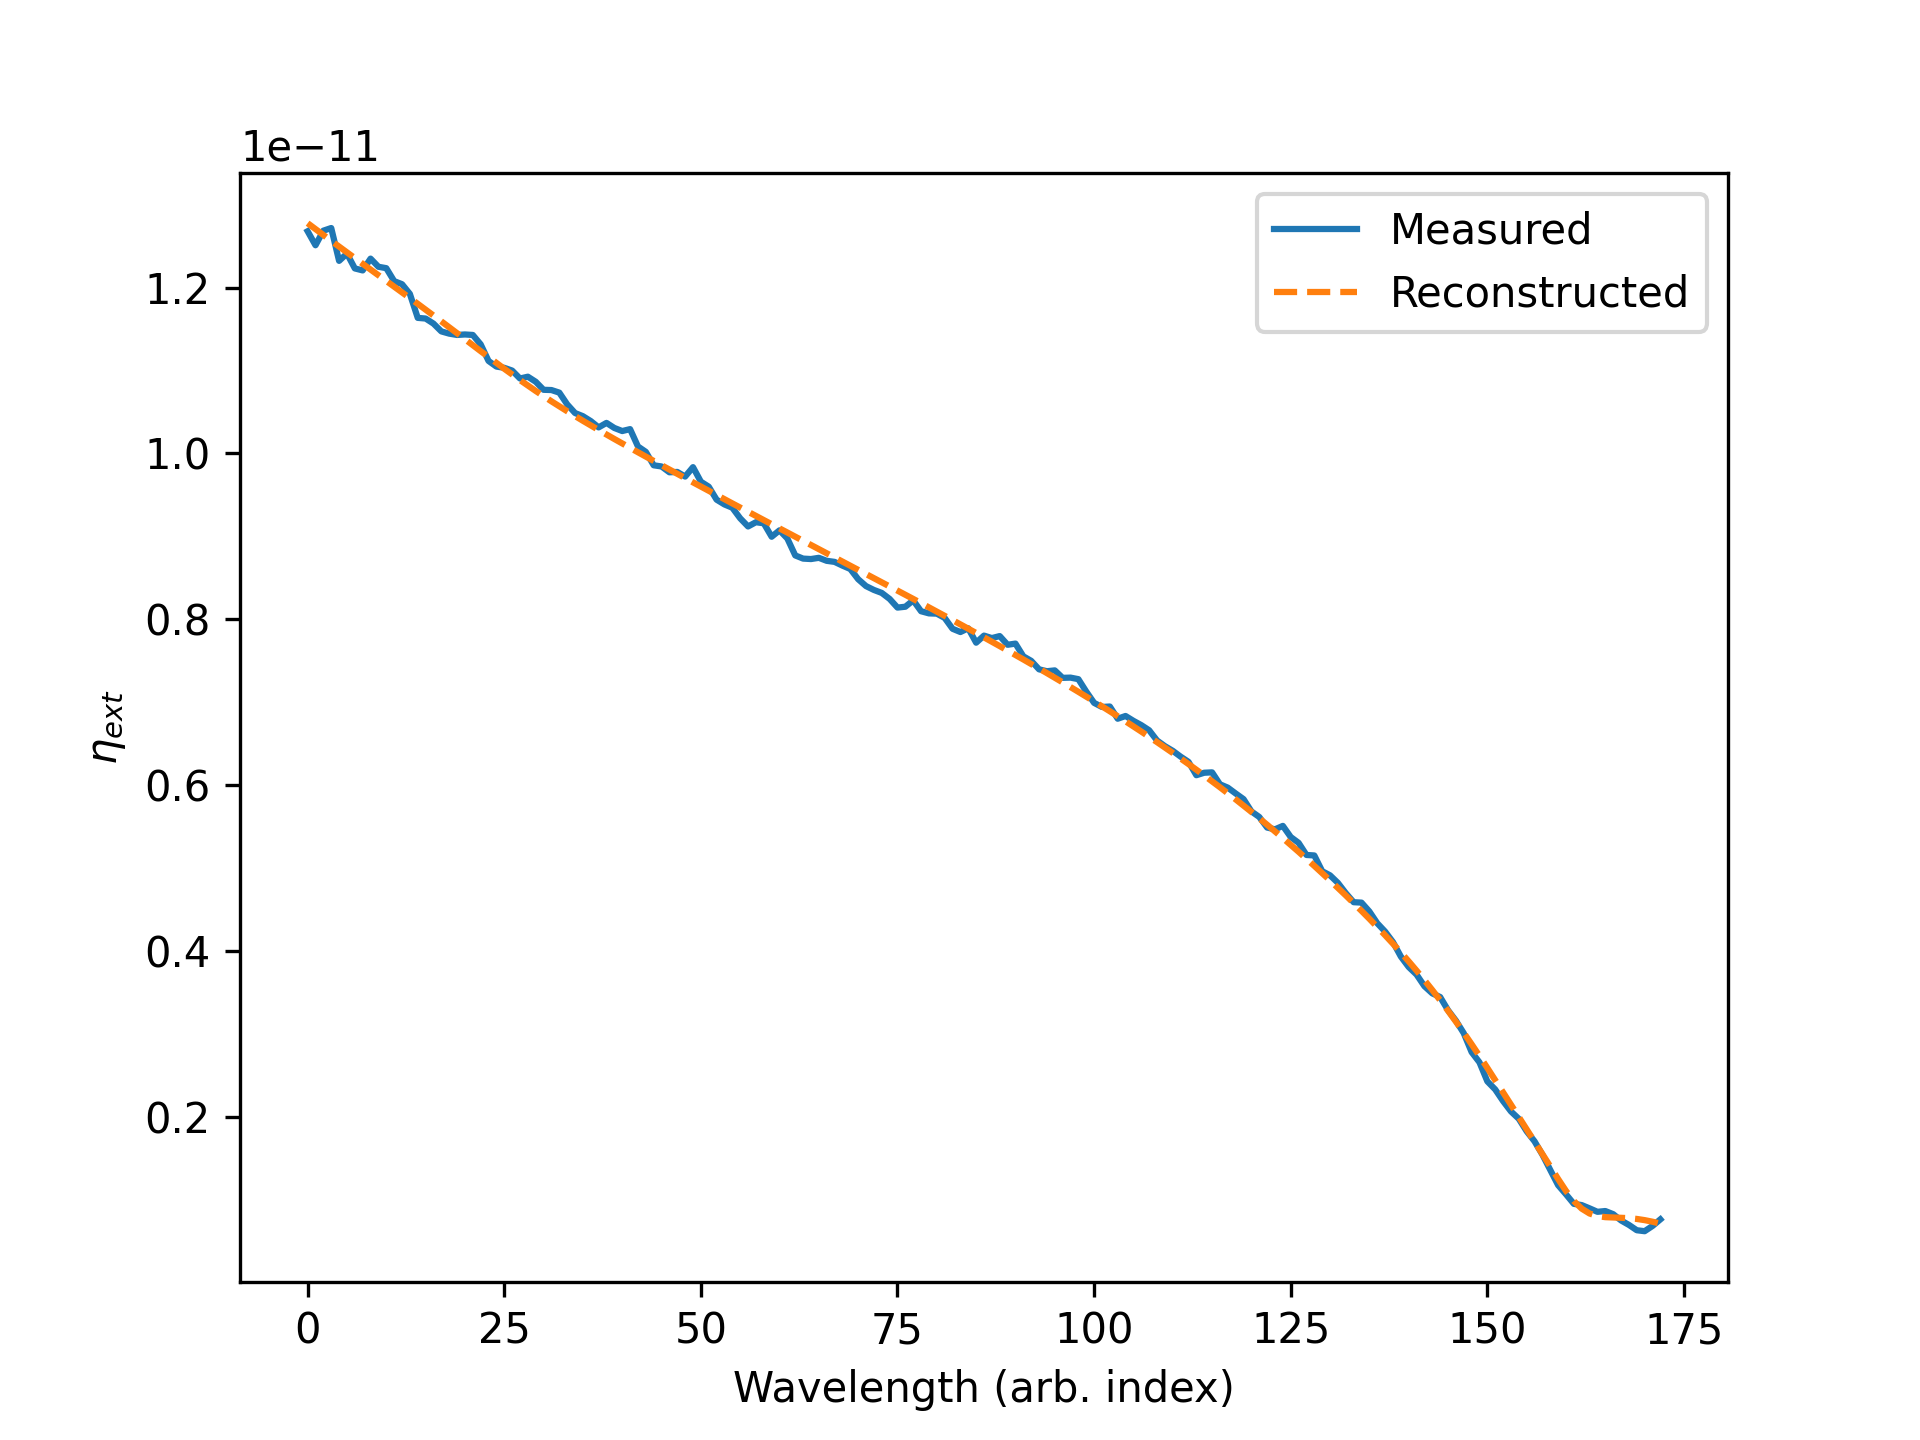 1e−11
Measured
Reconstructed
1.2
1.0
0.8
0.6
0.4
0.2
η_ext
0 25 50 75 100 125 150 175
Wavelength (arb. index)